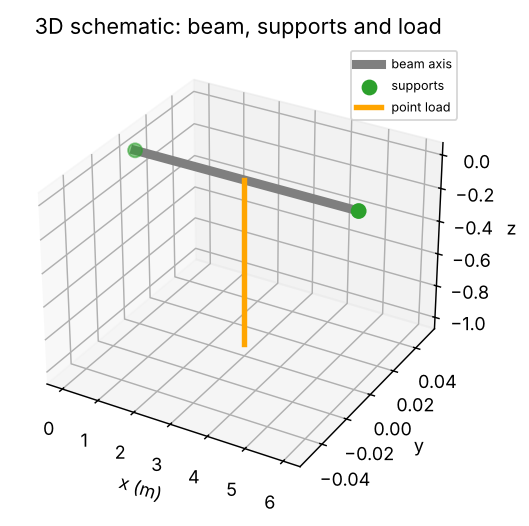 3D schematic: beam, supports and load
beam axis
supports
point load
0.0
−0.2
−0.4
−0.6
−0.8
−1.0
z
0.04
0.02
0.00
−0.02
−0.04
y
0
1
2
3
4
5
6
x (m)